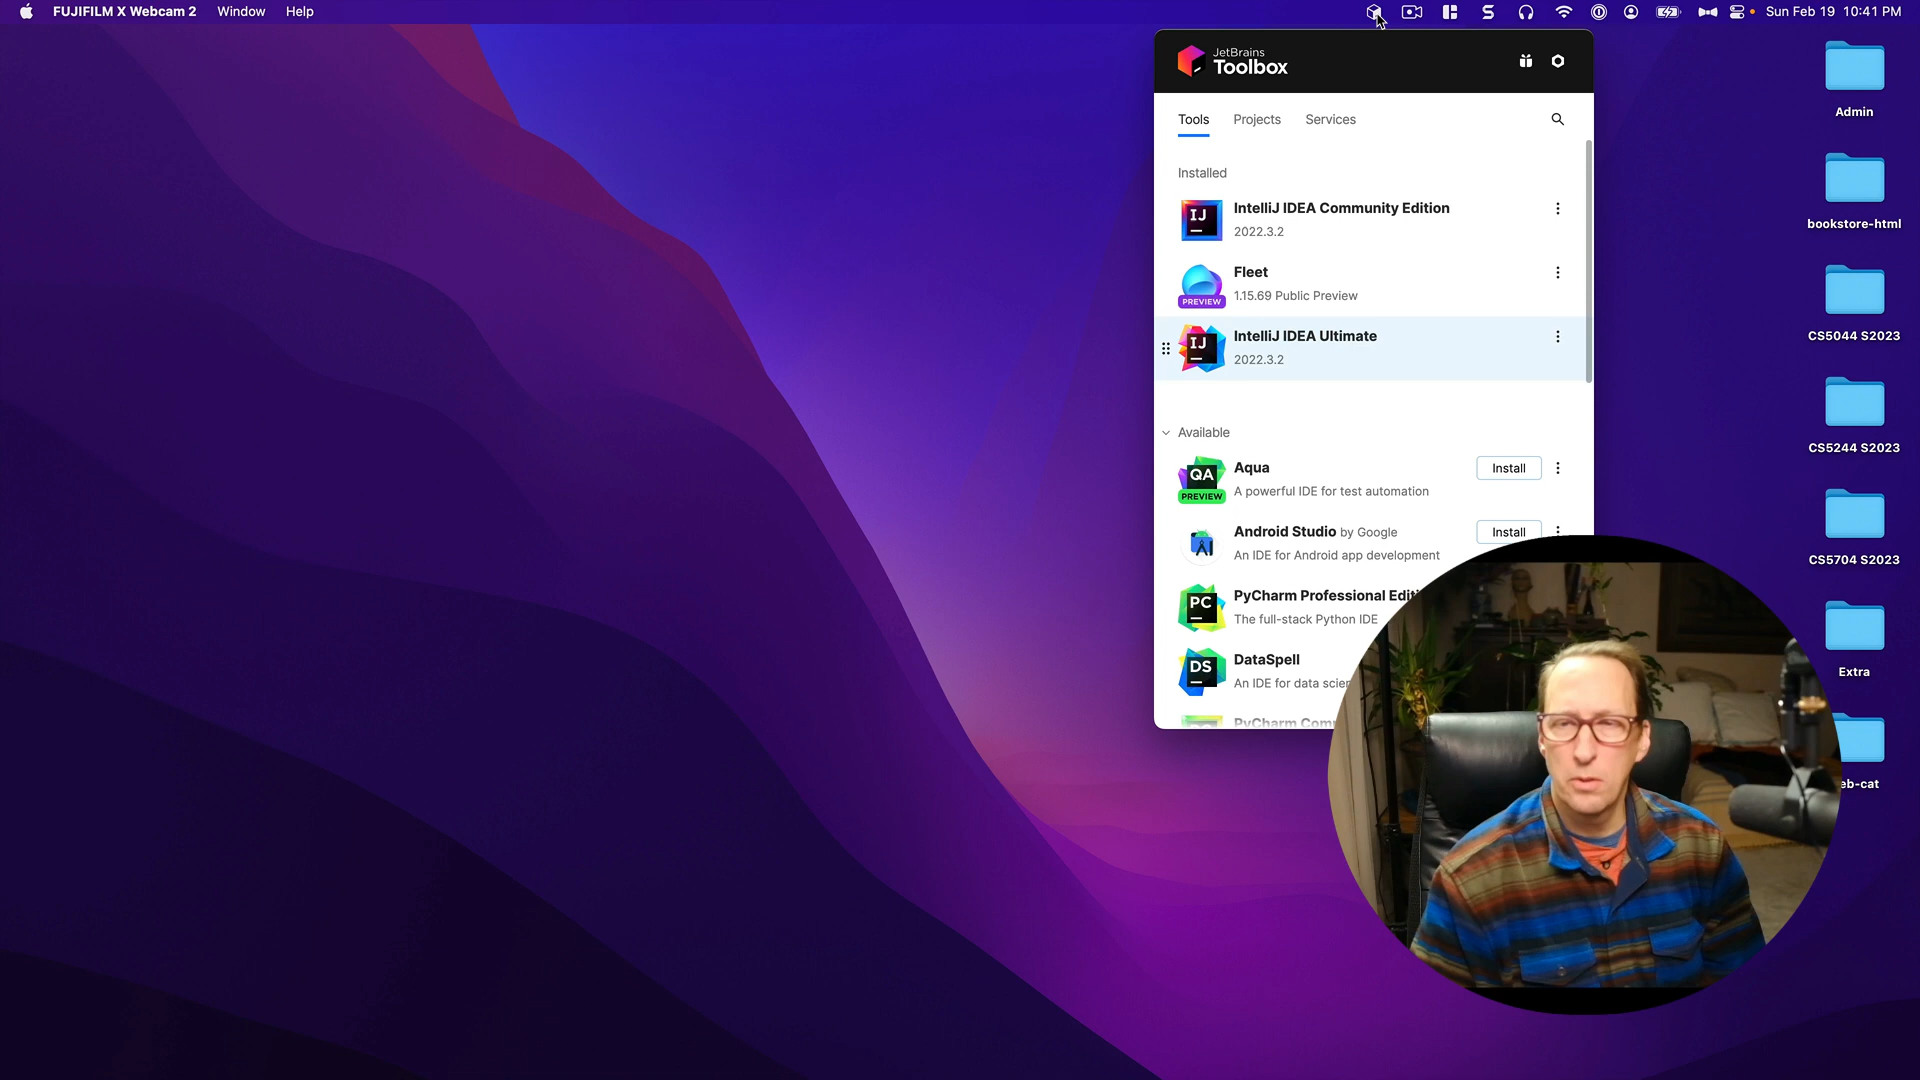 FUJIFILM X Webcam 2 Window Help
Sun Feb 19 10:41 PM
JetBrains
Toolbox
Tools Projects Services
Installed
IJ
IntelliJ IDEA Community Edition
2022.3.2
PREVIEW
Fleet
1.15.69 Public Preview
IJ
IntelliJ IDEA Ultimate
2022.3.2
Available
QA
PREVIEW
Aqua
A powerful IDE for test automation
Install
Android Studio by Google
An IDE for Android app development
Install
PC
PyCharm Professional
The full-stack Python IDE
DS
DataSpell
An IDE for data
PyCharm
Admin
bookstore-html
CS5044 S2023
CS5244 S2023
CS5704 S2023
Extra
eb-cat